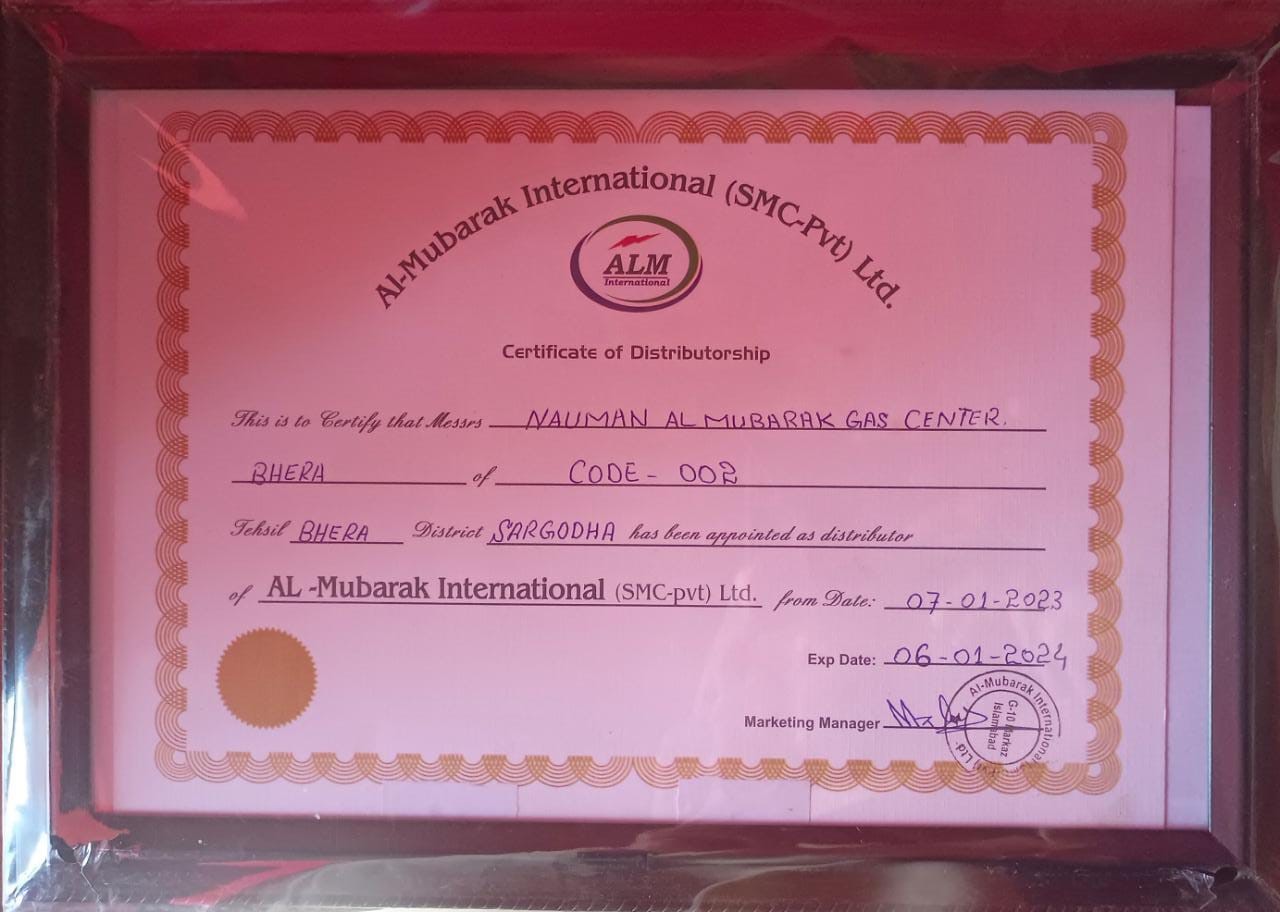 Al-Mubarak International (SMC-Pvt) Ltd.
ALM
International
Certificate of Distributorship
This is to Certify that Messrs NAUMAN AL MUBARAK GAS CENTER.
BHERA of CODE - 002
Tehsil BHERA District SARGODHA has been appointed as distributor
of AL -Mubarak International (SMC-pvt) Ltd. from Date: 07-01-2023
Exp Date: 06-01-2024
Marketing Manager
Al-Mubarak International Ltd.
G-10 Markaz
Islamabad